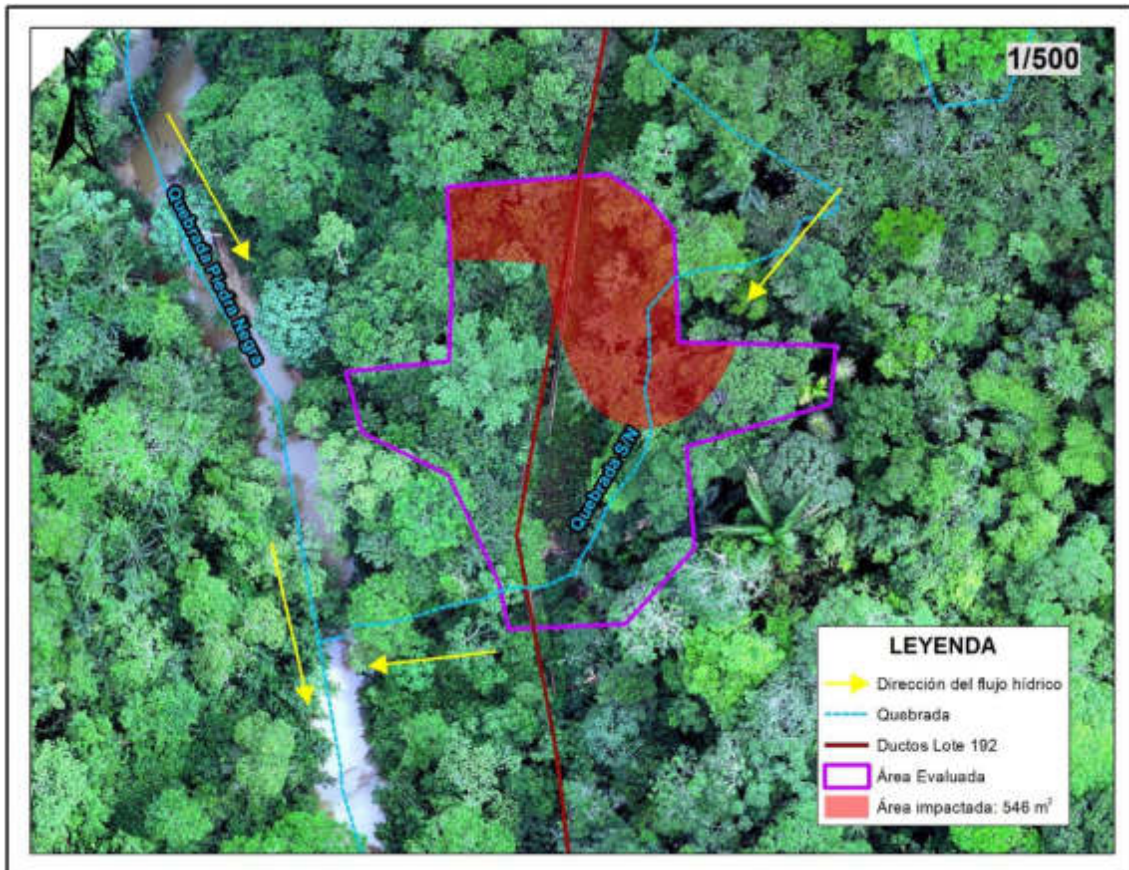 1/500
N
Quebrada Piedra Negra
Quebrada S/N
LEYENDA
Dirección del flujo hídrico
Quebrada
Ductos Lote 192
Área Evaluada
Área impactada: 546 m²